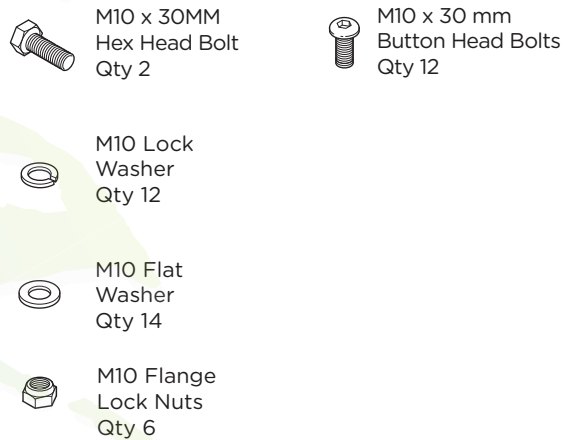 M10 x 30MM
Hex Head Bolt
Qty 2
M10 x 30 mm
Button Head Bolts
Qty 12
M10 Lock
Washer
Qty 12
M10 Flat
Washer
Qty 14
M10 Flange
Lock Nuts
Qty 6